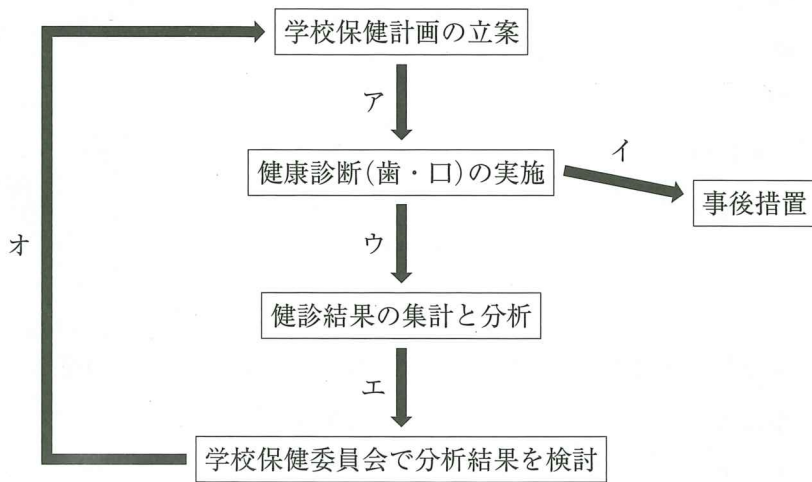 学校保健計画の立案
ア
イ
健康診断(歯・口)の実施
事後措置
オ
ウ
健診結果の集計と分析
エ
学校保健委員会で分析結果を検討